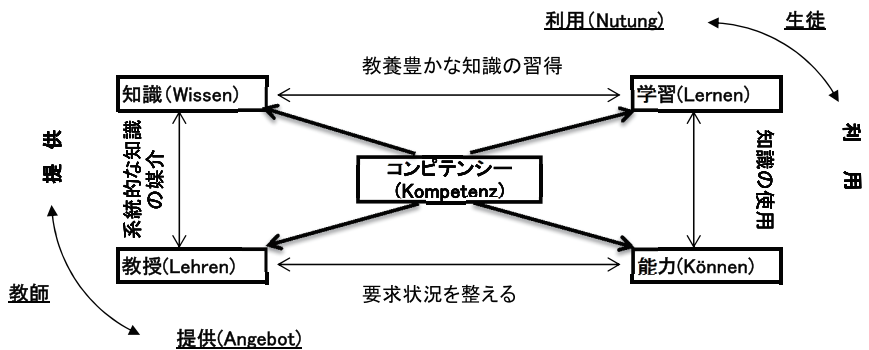 利用（Nutung)
生徒
教養豊かな知識の習得
知識（Wissen)
学習(Lernen)
提 供
系統的な知識
の媒介
コンピテンシー
(Kompetenz)
知識の使用
利 用
教授(Lehren)
能力(Können)
要求状況を整える
教師
提供(Angebot)